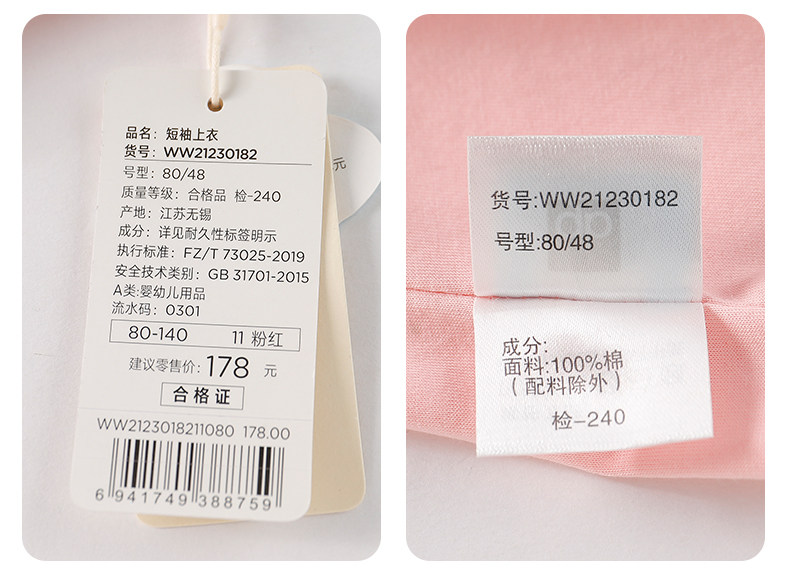 品名：短袖上衣
货号：WW21230182
号型：80/48
质量等级：合格品 检-240
产地：江苏无锡
成分：详见耐久性标签明示
执行标准：FZ/T 73025-2019
安全技术类别：GB 31701-2015
A类:婴幼儿用品
流水码：0301
80-140 11 粉红
建议零售价：178 元
合格证
WW2123018211080 178.00
6 941749 388759
元
货号:WW21230182
号型:80/48
成分:
面料:100%棉
（配料除外）
检-240